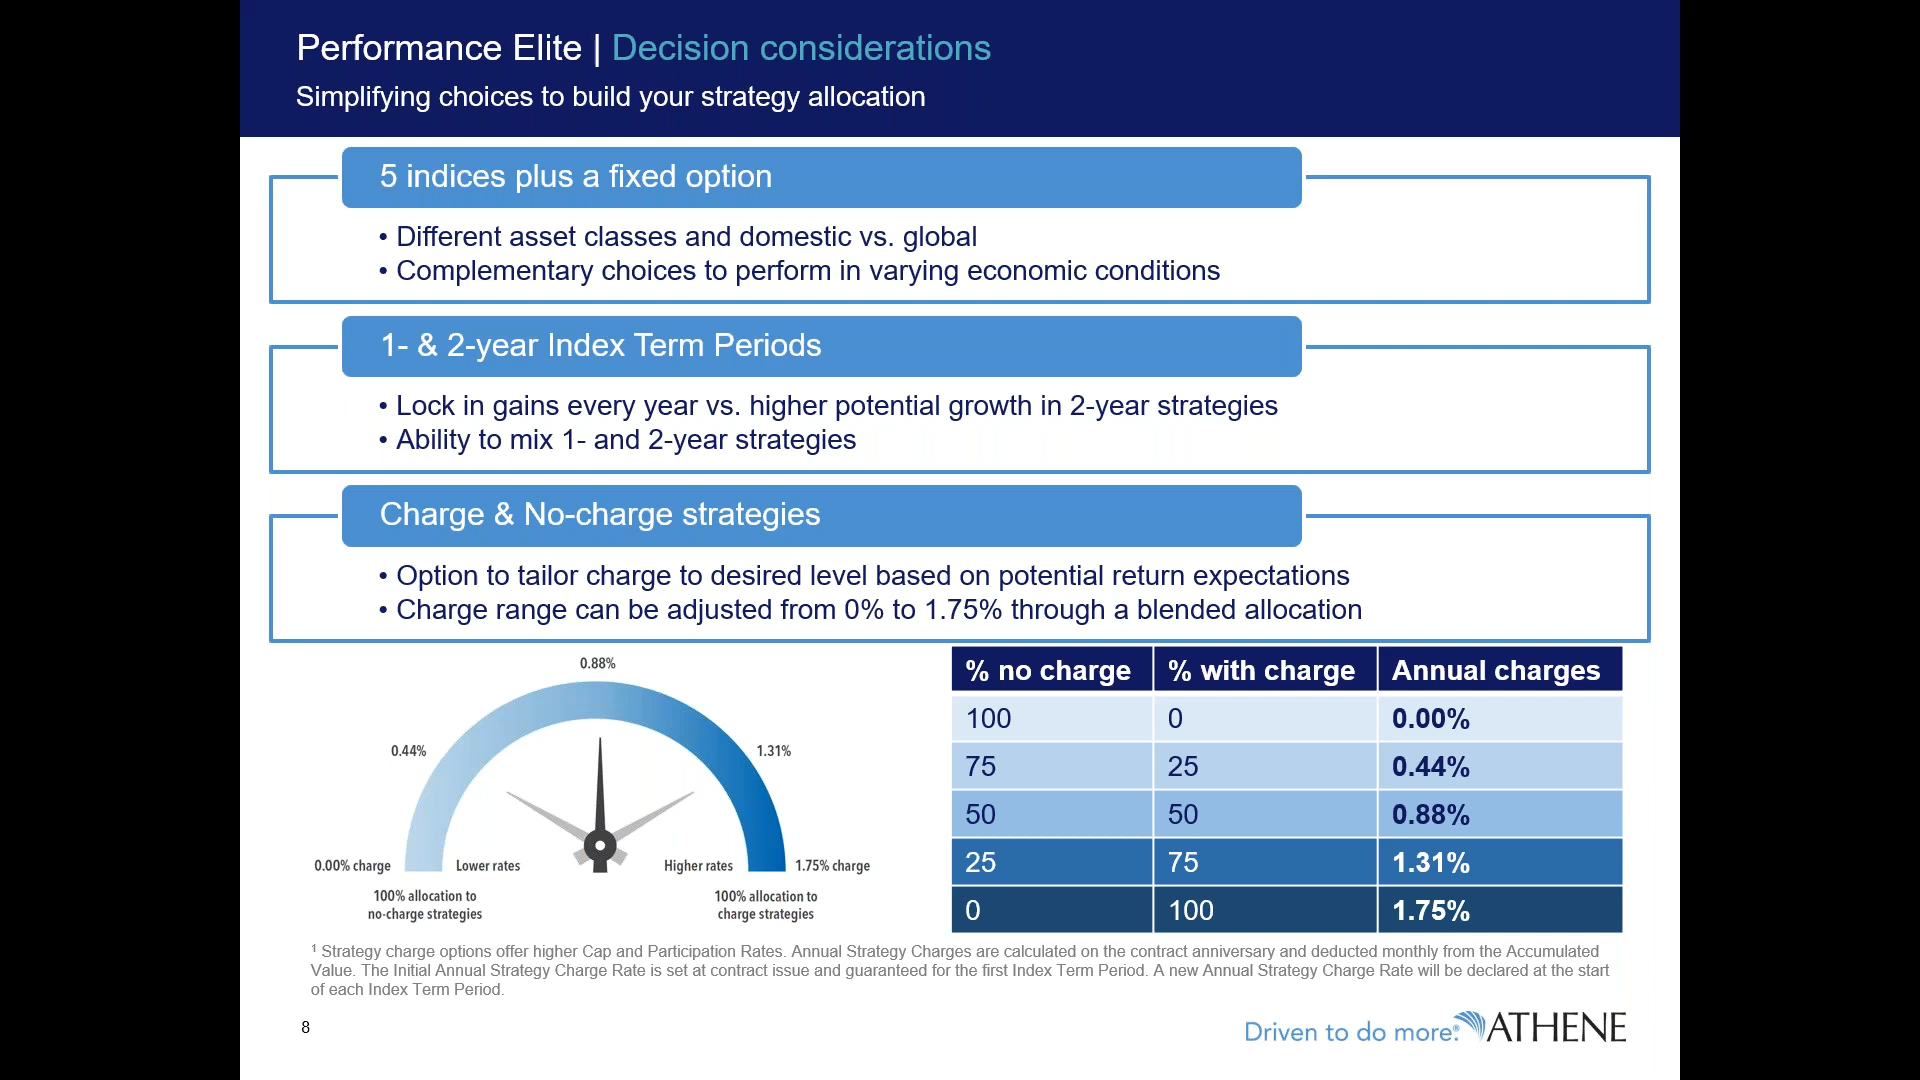 Performance Elite | Decision considerations
Simplifying choices to build your strategy allocation
5 indices plus a fixed option
• Different asset classes and domestic vs. global
• Complementary choices to perform in varying economic conditions
1- & 2-year Index Term Periods
• Lock in gains every year vs. higher potential growth in 2-year strategies
• Ability to mix 1- and 2-year strategies
Charge & No-charge strategies
• Option to tailor charge to desired level based on potential return expectations
• Charge range can be adjusted from 0% to 1.75% through a blended allocation
0.88%
0.44%
1.31%
0.00% charge
Lower rates
Higher rates
1.75% charge
100% allocation to
no-charge strategies
100% allocation to
charge strategies
% no charge % with charge Annual charges
100 0 0.00%
75 25 0.44%
50 50 0.88%
25 75 1.31%
0 100 1.75%
¹ Strategy charge options offer higher Cap and Participation Rates. Annual Strategy Charges are calculated on the contract anniversary and deducted monthly from the Accumulated
Value. The Initial Annual Strategy Charge Rate is set at contract issue and guaranteed for the first Index Term Period. A new Annual Strategy Charge Rate will be declared at the start
of each Index Term Period.
8
Driven to do more.® ATHENE